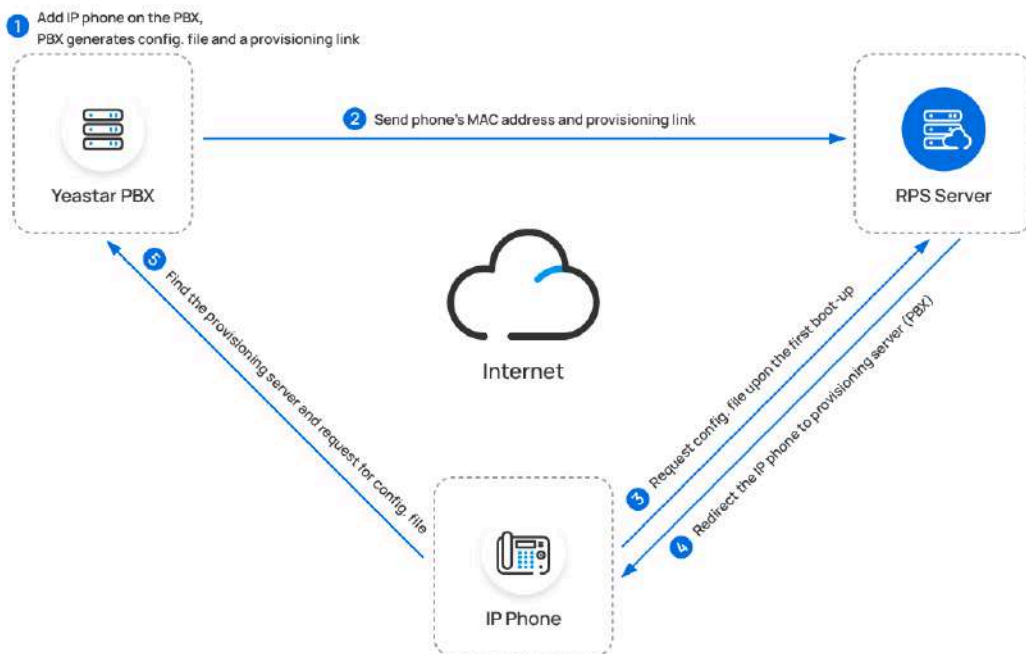 1 Add IP phone on the PBX,
PBX generates config. file and a provisioning link
2 Send phone's MAC address and provisioning link
Yeastar PBX
RPS Server
5 Find the provisioning server and request for config. file
Internet
3 Request config. file upon the first boot-up
4 Redirect the IP phone to provisioning server (PBX)
IP Phone